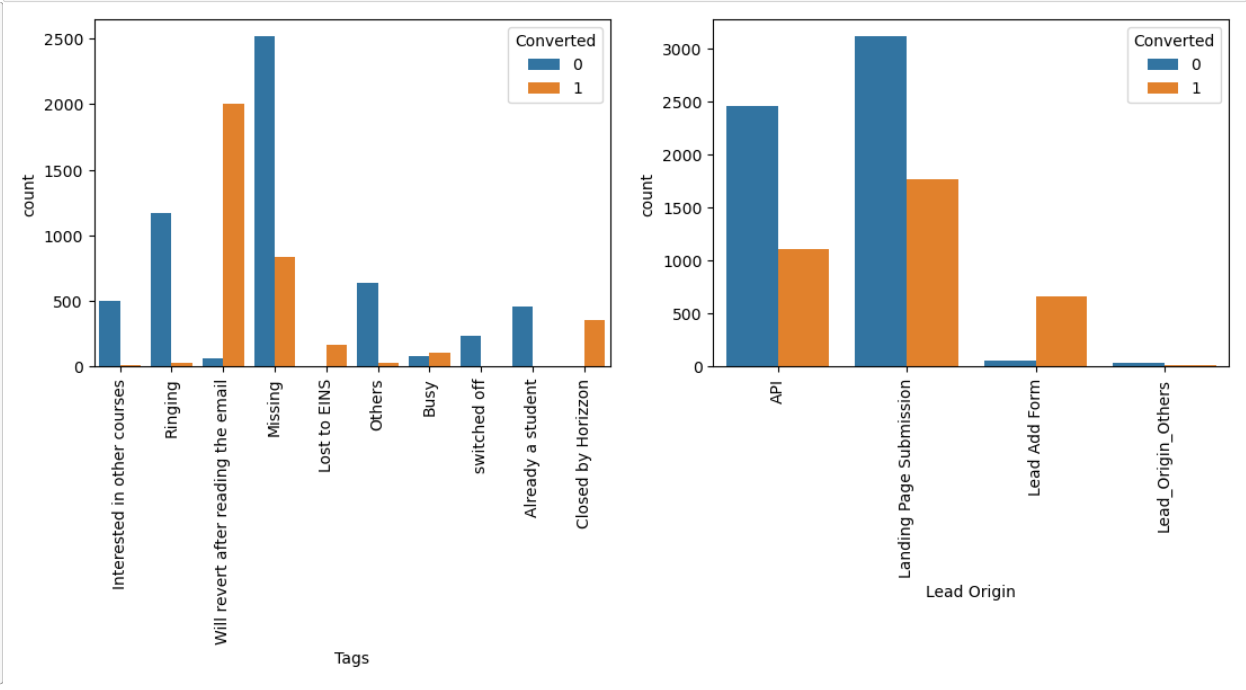 2500
2000
1500
1000
500
0
count
Converted
0
1
Interested in other courses
Ringing
Will revert after reading the email
Missing
Lost to EINS
Others
Busy
switched off
Already a student
Closed by Horizzon
Tags
3000
2500
2000
1500
1000
500
0
count
Converted
0
1
API
Landing Page Submission
Lead Add Form
Lead_Origin_Others
Lead Origin